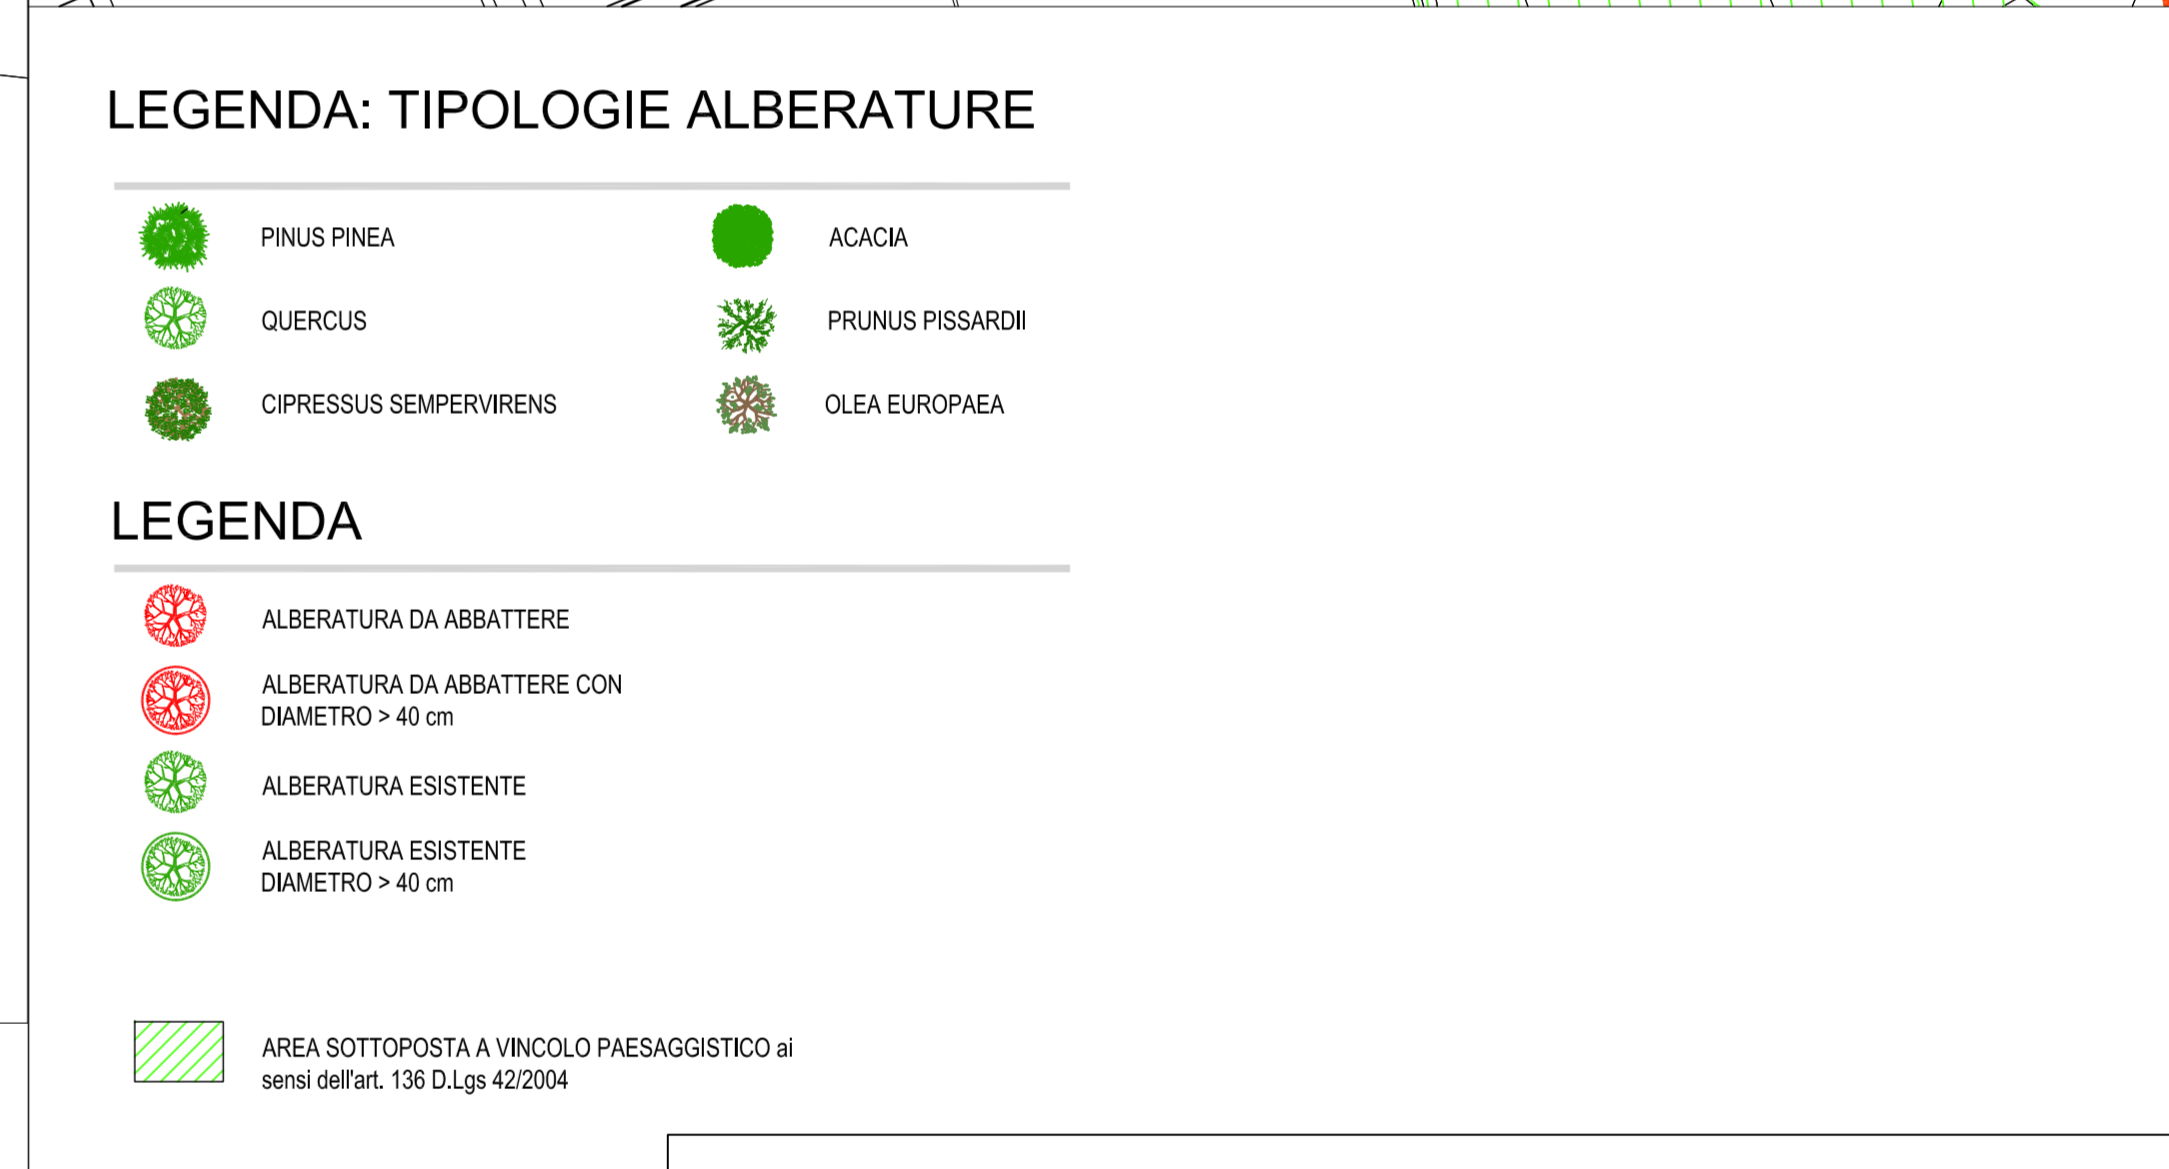 LEGENDA: TIPOLOGIE ALBERATURE
PINUS PINEA
ACACIA
QUERCUS
PRUNUS PISSARDII
CIPRESSUS SEMPERVIRENS
OLEA EUROPAEA
LEGENDA
ALBERATURA DA ABBATTERE
ALBERATURA DA ABBATTERE CON
DIAMETRO > 40 cm
ALBERATURA ESISTENTE
ALBERATURA ESISTENTE
DIAMETRO > 40 cm
AREA SOTTOPOSTA A VINCOLO PAESAGGISTICO ai
sensi dell'art. 136 D.Lgs 42/2004